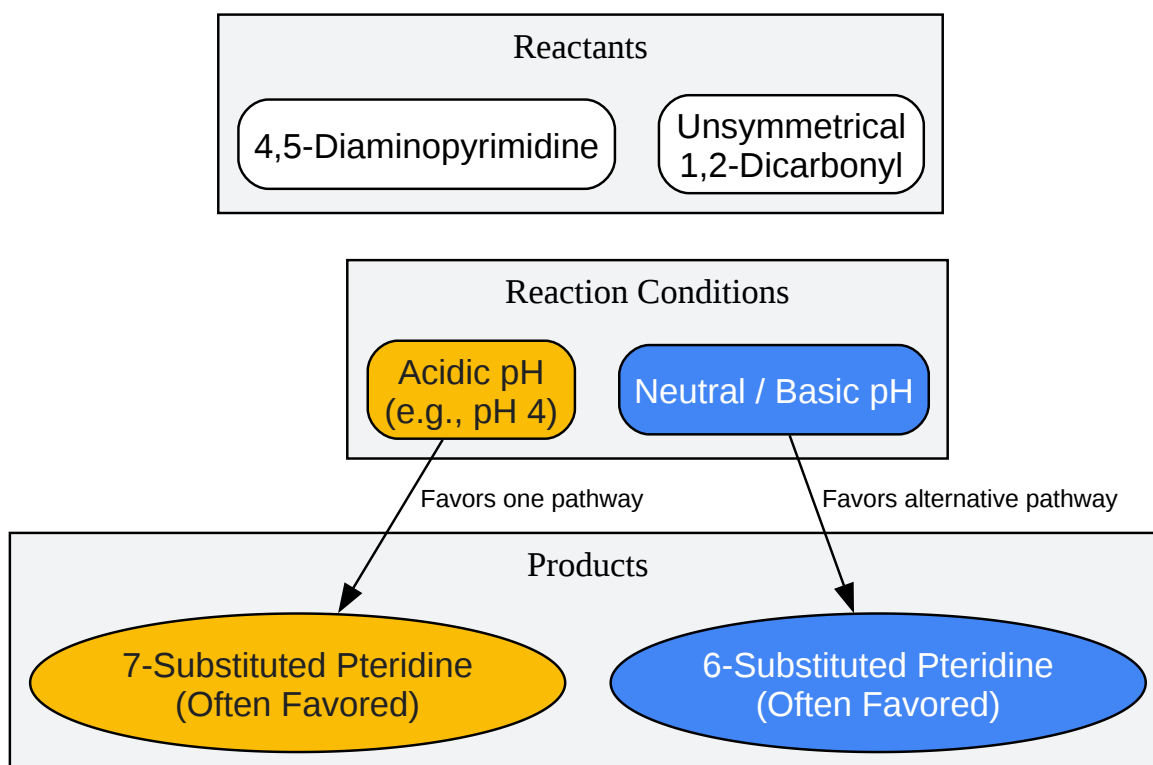 Reactants
4,5-Diaminopyrimidine
Unsymmetrical
1,2-Dicarbonyl
Reaction Conditions
Acidic pH
(e.g., pH 4)
Neutral / Basic pH
Favors one pathway
Favors alternative pathway
Products
7-Substituted Pteridine
(Often Favored)
6-Substituted Pteridine
(Often Favored)